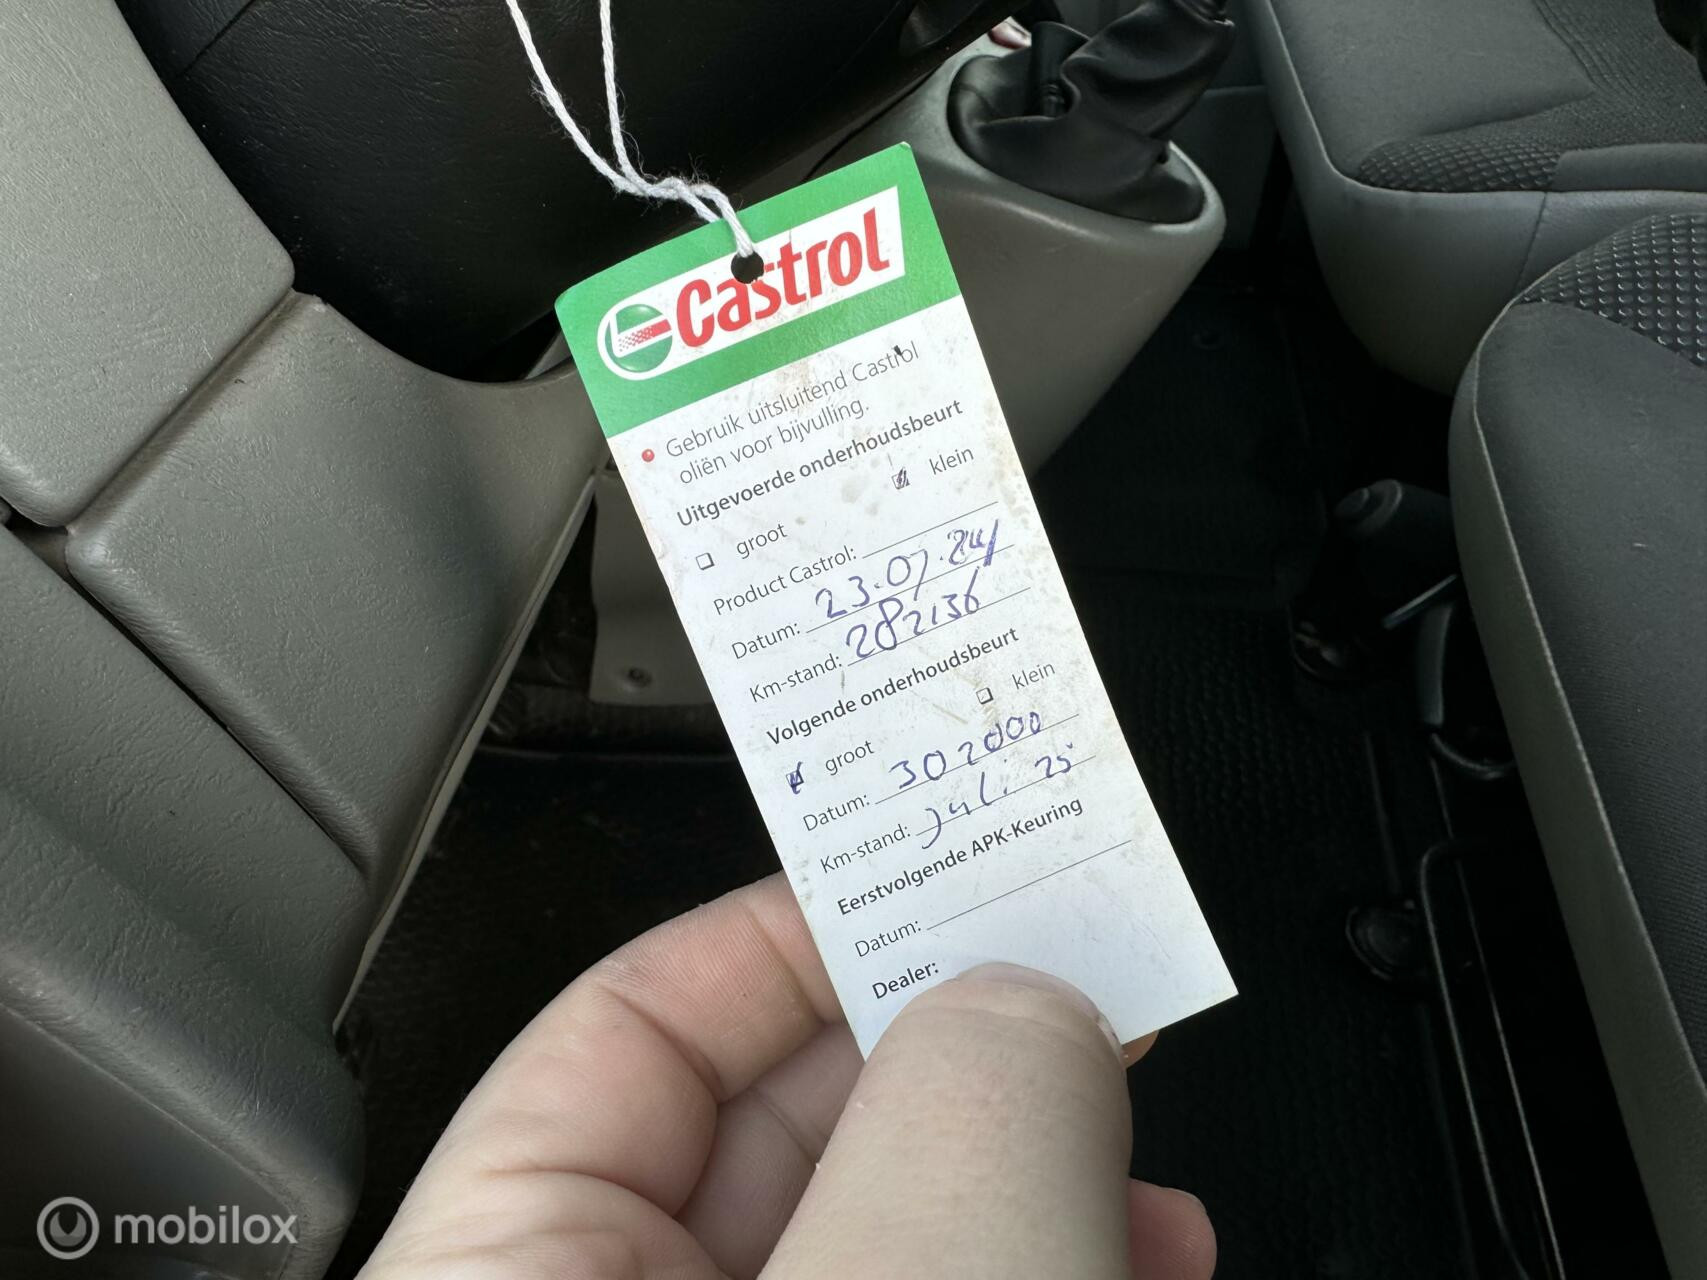 Castrol
Gebruik uitsluitend Castrol
oliën voor bijvulling.
Uitgevoerde onderhoudsbeurt
groot klein
Product Castrol:
Datum: 23.07.24
Km-stand: 282136
Volgende onderhoudsbeurt
groot klein
Datum: 302000
Km-stand: juli. 25
Eerstvolgende APK-Keuring
Datum:
Dealer:
mobilox